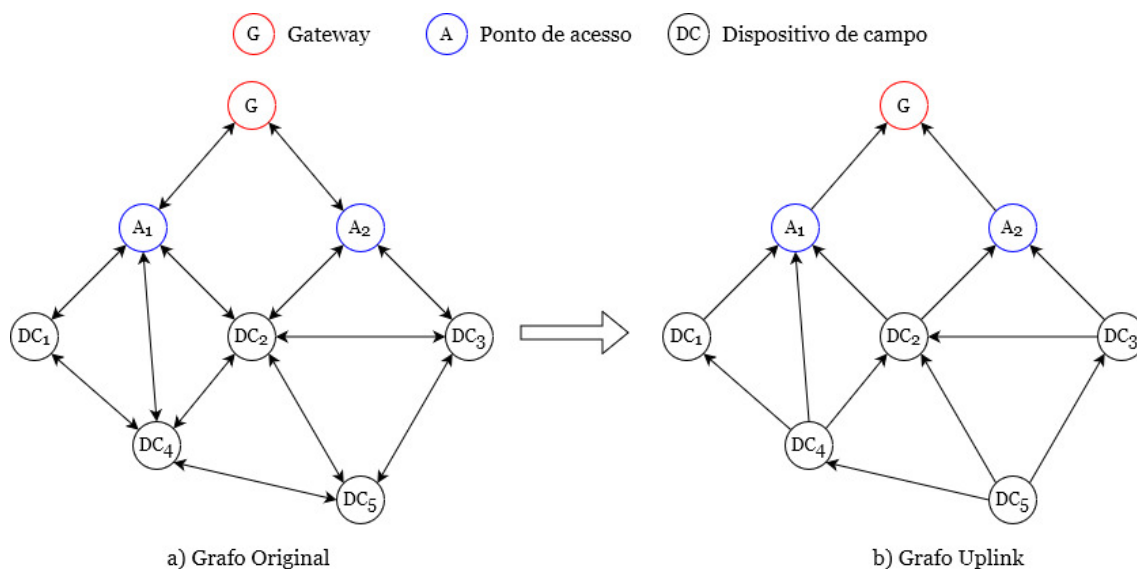 G Gateway A Ponto de acesso DC Dispositivo de campo
G G
A₁ A₂ A₁ A₂
DC₁ DC₂ DC₃ DC₁ DC₂ DC₃
DC₄ DC₄
DC₅ DC₅
a) Grafo Original b) Grafo Uplink